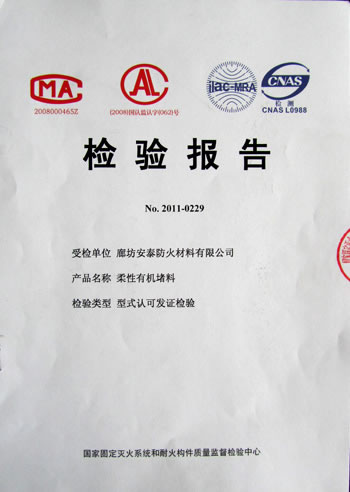 MA
2008000465Z
AL
(2008)国认监认字(062)号
ilac-MRA
CNAS
检测
CNAS L0988
检验报告
No. 2011-0229
受检单位 廊坊安泰防火材料有限公司
产品名称 柔性有机堵料
检验类型 型式认可发证检验
国家固定灭火系统和耐火构件质量监督检验中心